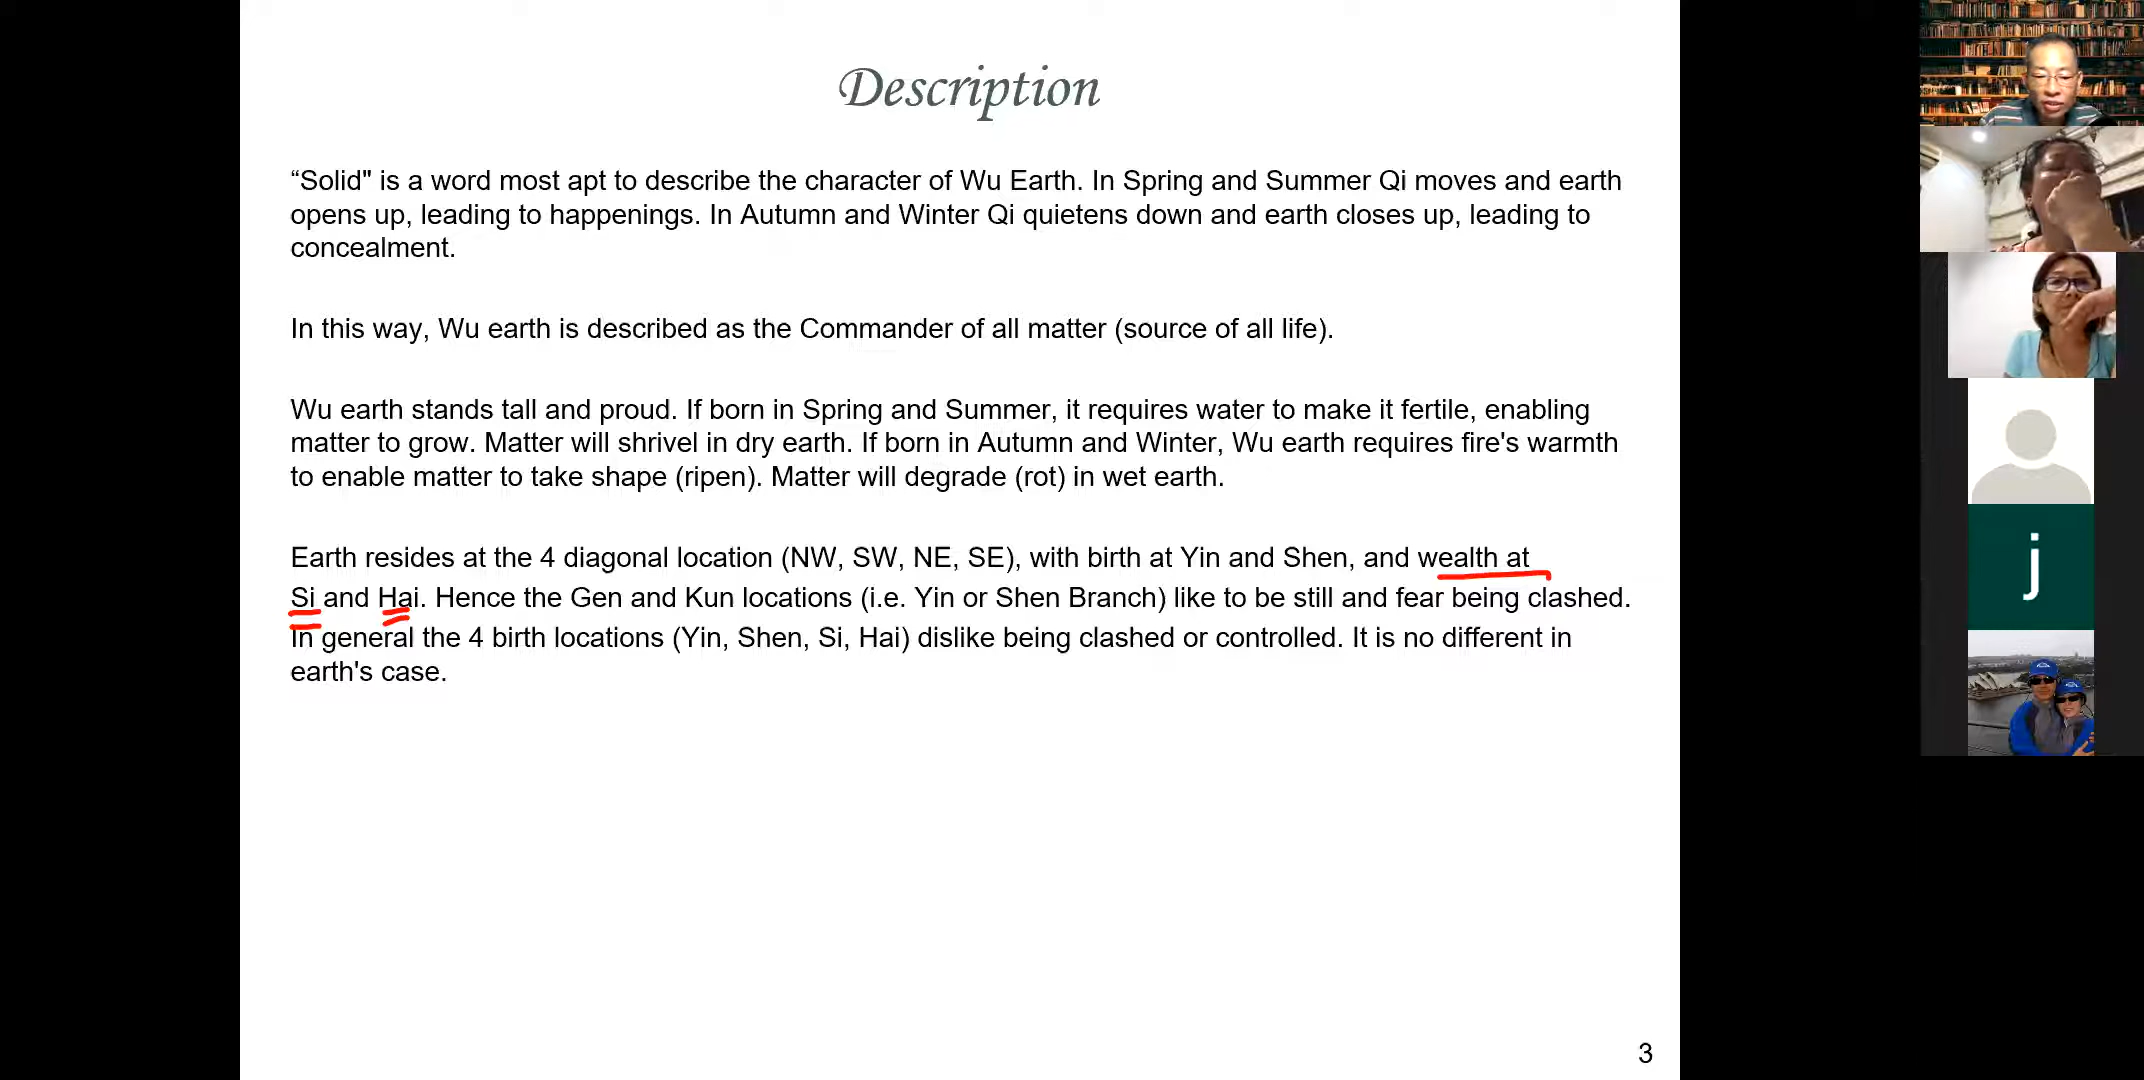 Description
“Solid" is a word most apt to describe the character of Wu Earth. In Spring and Summer Qi moves and earth
opens up, leading to happenings. In Autumn and Winter Qi quietens down and earth closes up, leading to
concealment.
In this way, Wu earth is described as the Commander of all matter (source of all life).
Wu earth stands tall and proud. If born in Spring and Summer, it requires water to make it fertile, enabling
matter to grow. Matter will shrivel in dry earth. If born in Autumn and Winter, Wu earth requires fire's warmth
to enable matter to take shape (ripen). Matter will degrade (rot) in wet earth.
Earth resides at the 4 diagonal location (NW, SW, NE, SE), with birth at Yin and Shen, and wealth at
Si and Hai. Hence the Gen and Kun locations (i.e. Yin or Shen Branch) like to be still and fear being clashed.
In general the 4 birth locations (Yin, Shen, Si, Hai) dislike being clashed or controlled. It is no different in
earth's case.
3
j